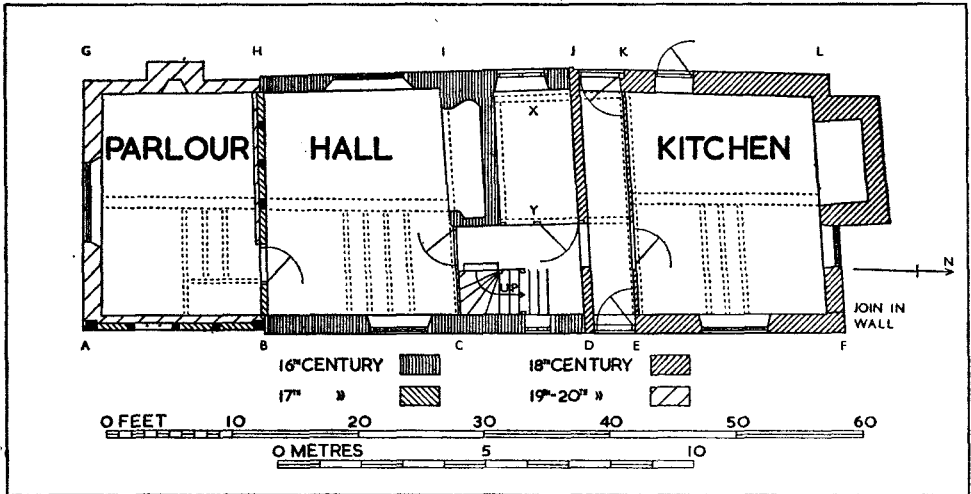 G H I J K L
X
PARLOUR HALL KITCHEN
Y
UP
N
JOIN IN
WALL
A B C D E F
16TH CENTURY 18TH CENTURY
17TH " 19TH-20TH "
0 FEET 10 20 30 40 50 60
0 METRES 5 10